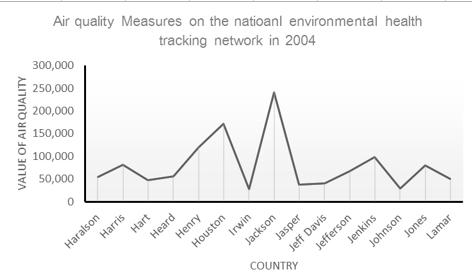 Air quality Measures on the natioanl environmental health
tracking network in 2004
300,000
250,000
200,000
150,000
100,000
50,000
0
VALUE OF AIR QUALITY
Haralson
Harris
Hart
Heard
Henry
Houston
Irwin
Jackson
Jasper
Jeff Davis
Jefferson
Jenkins
Johnson
Jones
Lamar
COUNTRY